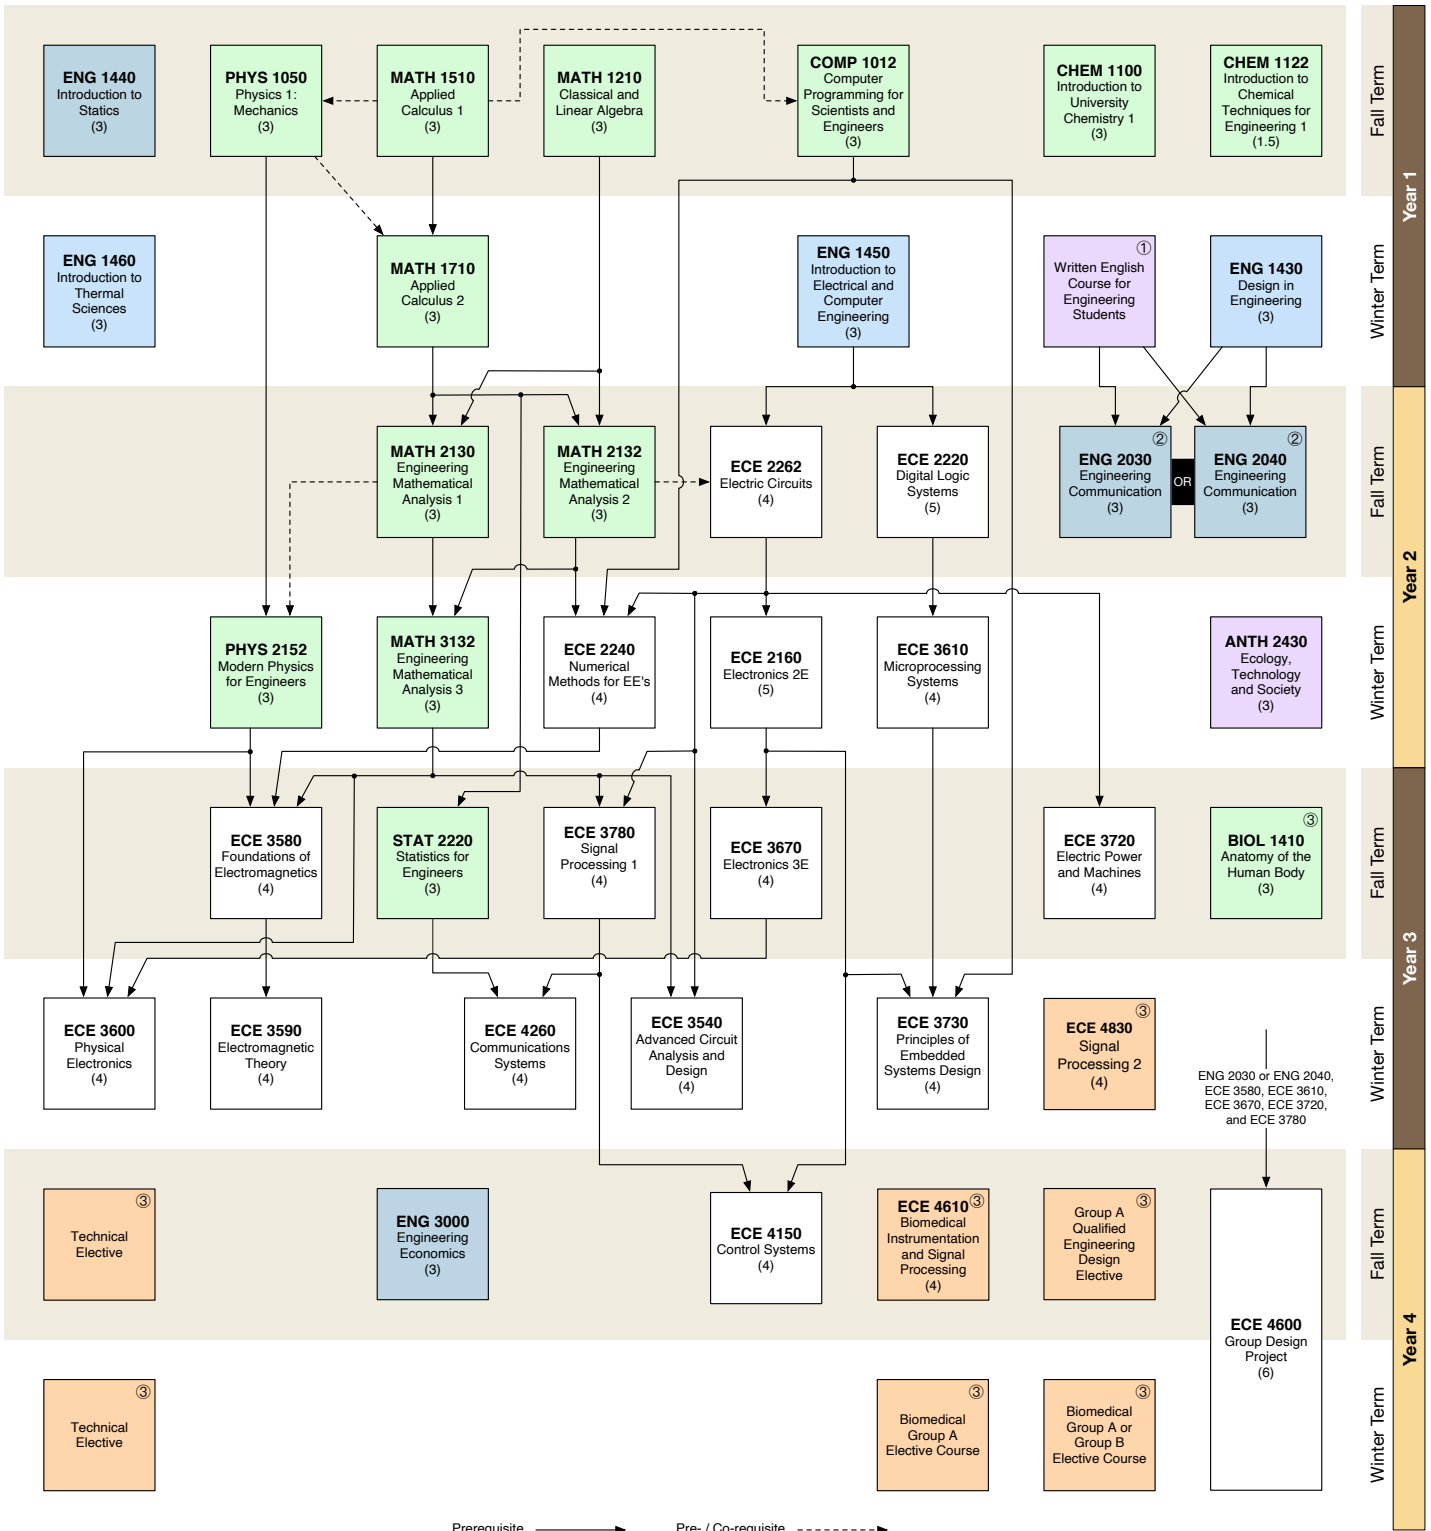 ENG 1440
Introduction to
Statics
(3)
PHYS 1050
Physics 1:
Mechanics
(3)
MATH 1510
Applied
Calculus 1
(3)
MATH 1210
Classical and
Linear Algebra
(3)
COMP 1012
Computer
Programming for
Scientists and
Engineers
(3)
CHEM 1100
Introduction to
University
Chemistry 1
(3)
CHEM 1122
Introduction to
Chemical
Techniques for
Engineering 1
(1.5)
Fall Term
Year 1
ENG 1460
Introduction to
Thermal
Sciences
(3)
MATH 1710
Applied
Calculus 2
(3)
ENG 1450
Introduction to
Electrical and
Computer
Engineering
(3)
①
Written English
Course for
Engineering
Students
ENG 1430
Design in
Engineering
(3)
Winter Term
MATH 2130
Engineering
Mathematical
Analysis 1
(3)
MATH 2132
Engineering
Mathematical
Analysis 2
(3)
ECE 2262
Electric Circuits
(4)
ECE 2220
Digital Logic
Systems
(5)
②
ENG 2030
Engineering
Communication
(3)
OR
②
ENG 2040
Engineering
Communication
(3)
Fall Term
Year 2
PHYS 2152
Modern Physics
for Engineers
(3)
MATH 3132
Engineering
Mathematical
Analysis 3
(3)
ECE 2240
Numerical
Methods for EE's
(4)
ECE 2160
Electronics 2E
(5)
ECE 3610
Microprocessing
Systems
(4)
ANTH 2430
Ecology,
Technology
and Society
(3)
Winter Term
ECE 3580
Foundations of
Electromagnetics
(4)
STAT 2220
Statistics for
Engineers
(3)
ECE 3780
Signal
Processing 1
(4)
ECE 3670
Electronics 3E
(4)
ECE 3720
Electric Power
and Machines
(4)
③
BIOL 1410
Anatomy of the
Human Body
(3)
Fall Term
Year 3
ECE 3600
Physical
Electronics
(4)
ECE 3590
Electromagnetic
Theory
(4)
ECE 4260
Communications
Systems
(4)
ECE 3540
Advanced Circuit
Analysis and
Design
(4)
ECE 3730
Principles of
Embedded
Systems Design
(4)
③
ECE 4830
Signal
Processing 2
(4)
ENG 2030 or ENG 2040,
ECE 3580, ECE 3610,
ECE 3670, ECE 3720,
and ECE 3780
Winter Term
③
Technical
Elective
ENG 3000
Engineering
Economics
(3)
ECE 4150
Control Systems
(4)
③
ECE 4610
Biomedical
Instrumentation
and Signal
Processing
(4)
③
Group A
Qualified
Engineering
Design
Elective
ECE 4600
Group Design
Project
(6)
Fall Term
Year 4
③
Technical
Elective
③
Biomedical
Group A
Elective Course
③
Biomedical
Group A or
Group B
Elective Course
Winter Term
Prerequisite
Pre- / Co-requisite